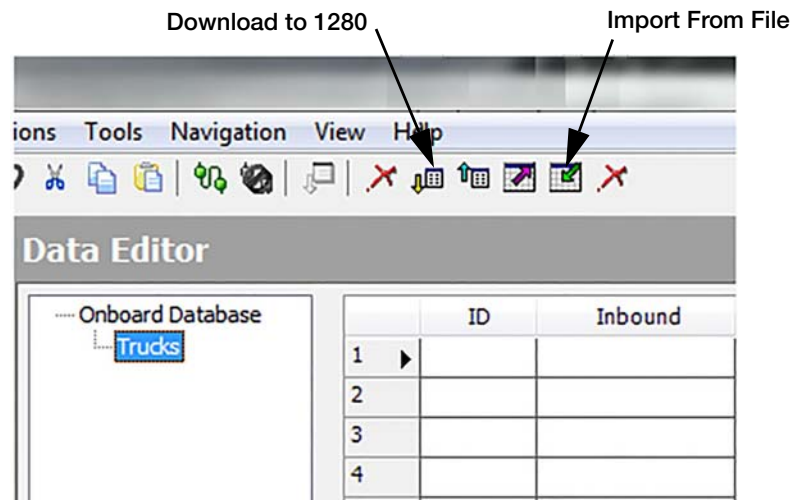 Download to 1280
Import From File
ions Tools Navigation View Help
Data Editor
Onboard Database
Trucks
ID Inbound
1
2
3
4